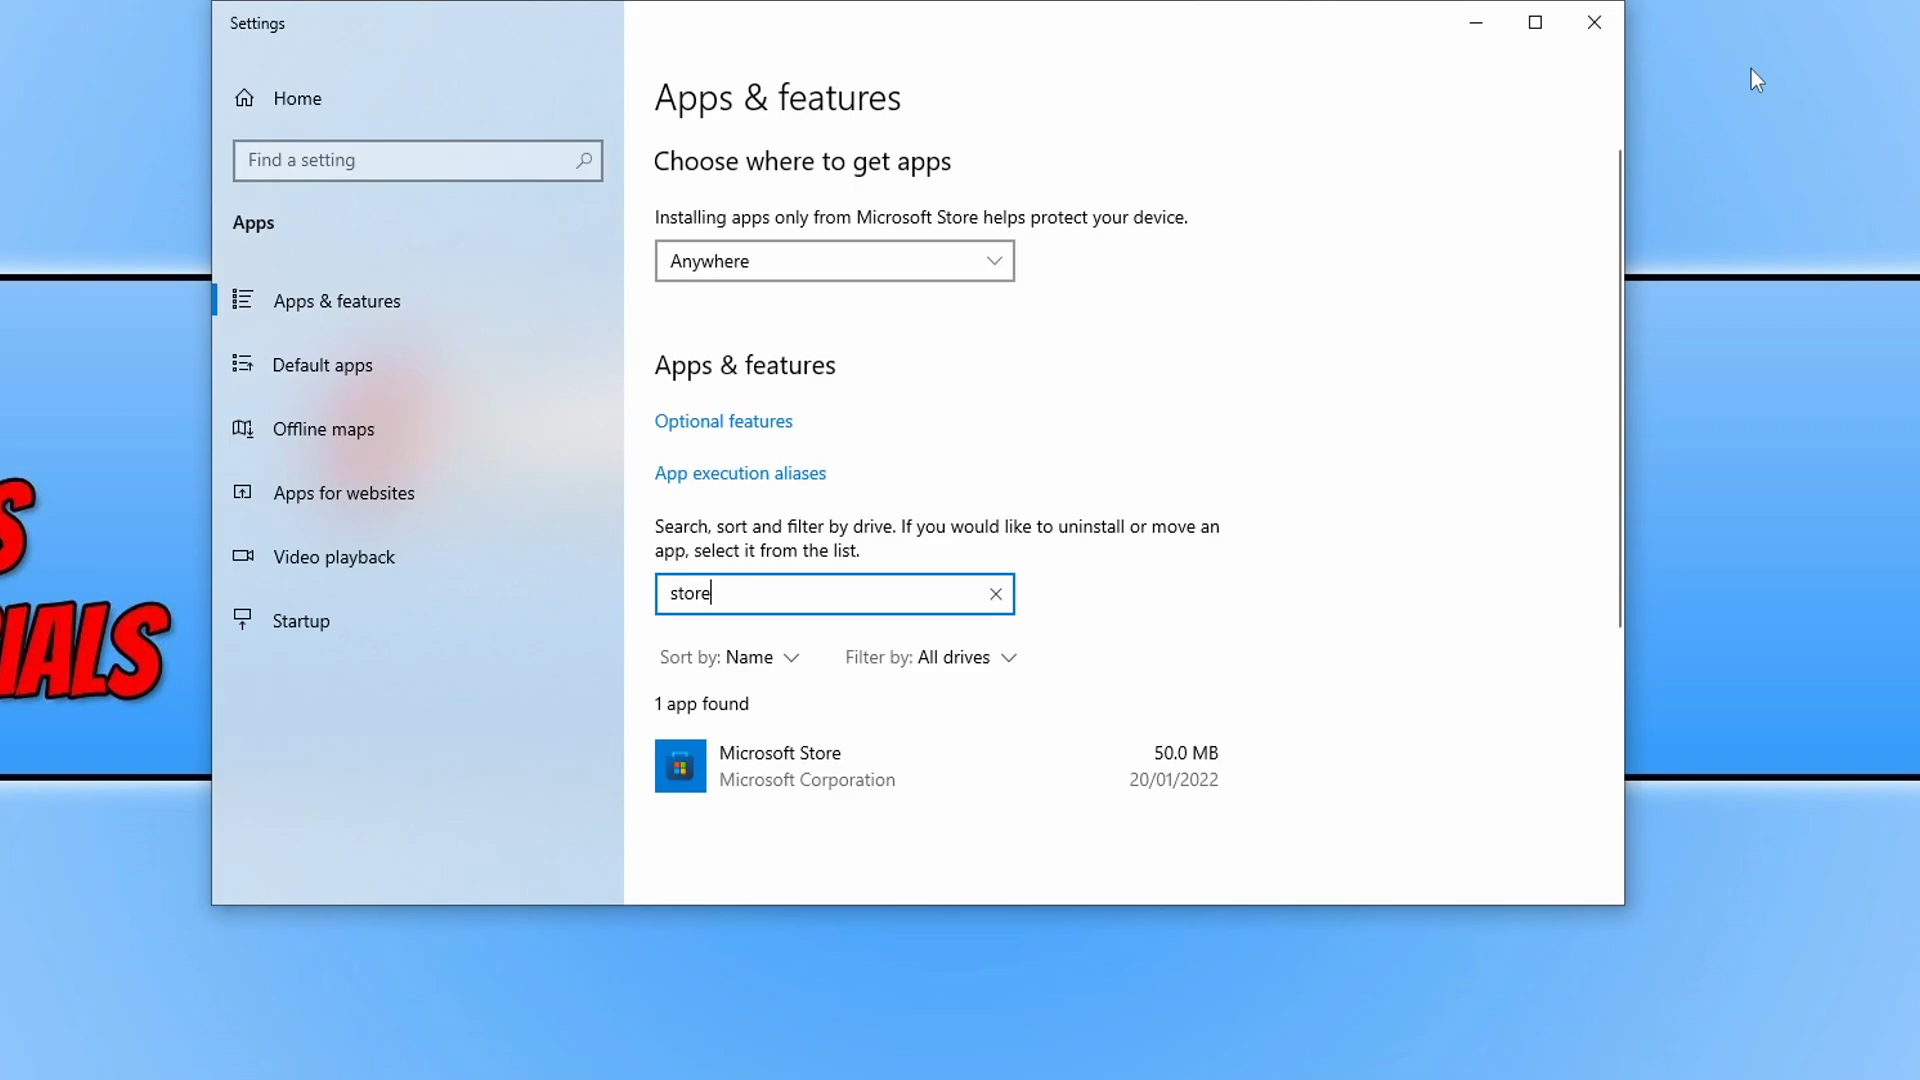 Settings
Home
Find a setting
Apps
Apps & features
Default apps
Offline maps
Apps for websites
Video playback
Startup
Apps & features
Choose where to get apps
Installing apps only from Microsoft Store helps protect your device.
Anywhere
Apps & features
Optional features
App execution aliases
Search, sort and filter by drive. If you would like to uninstall or move an
app, select it from the list.
store
Sort by: Name
Filter by: All drives
1 app found
Microsoft Store
50.0 MB
Microsoft Corporation
20/01/2022
S
IALS